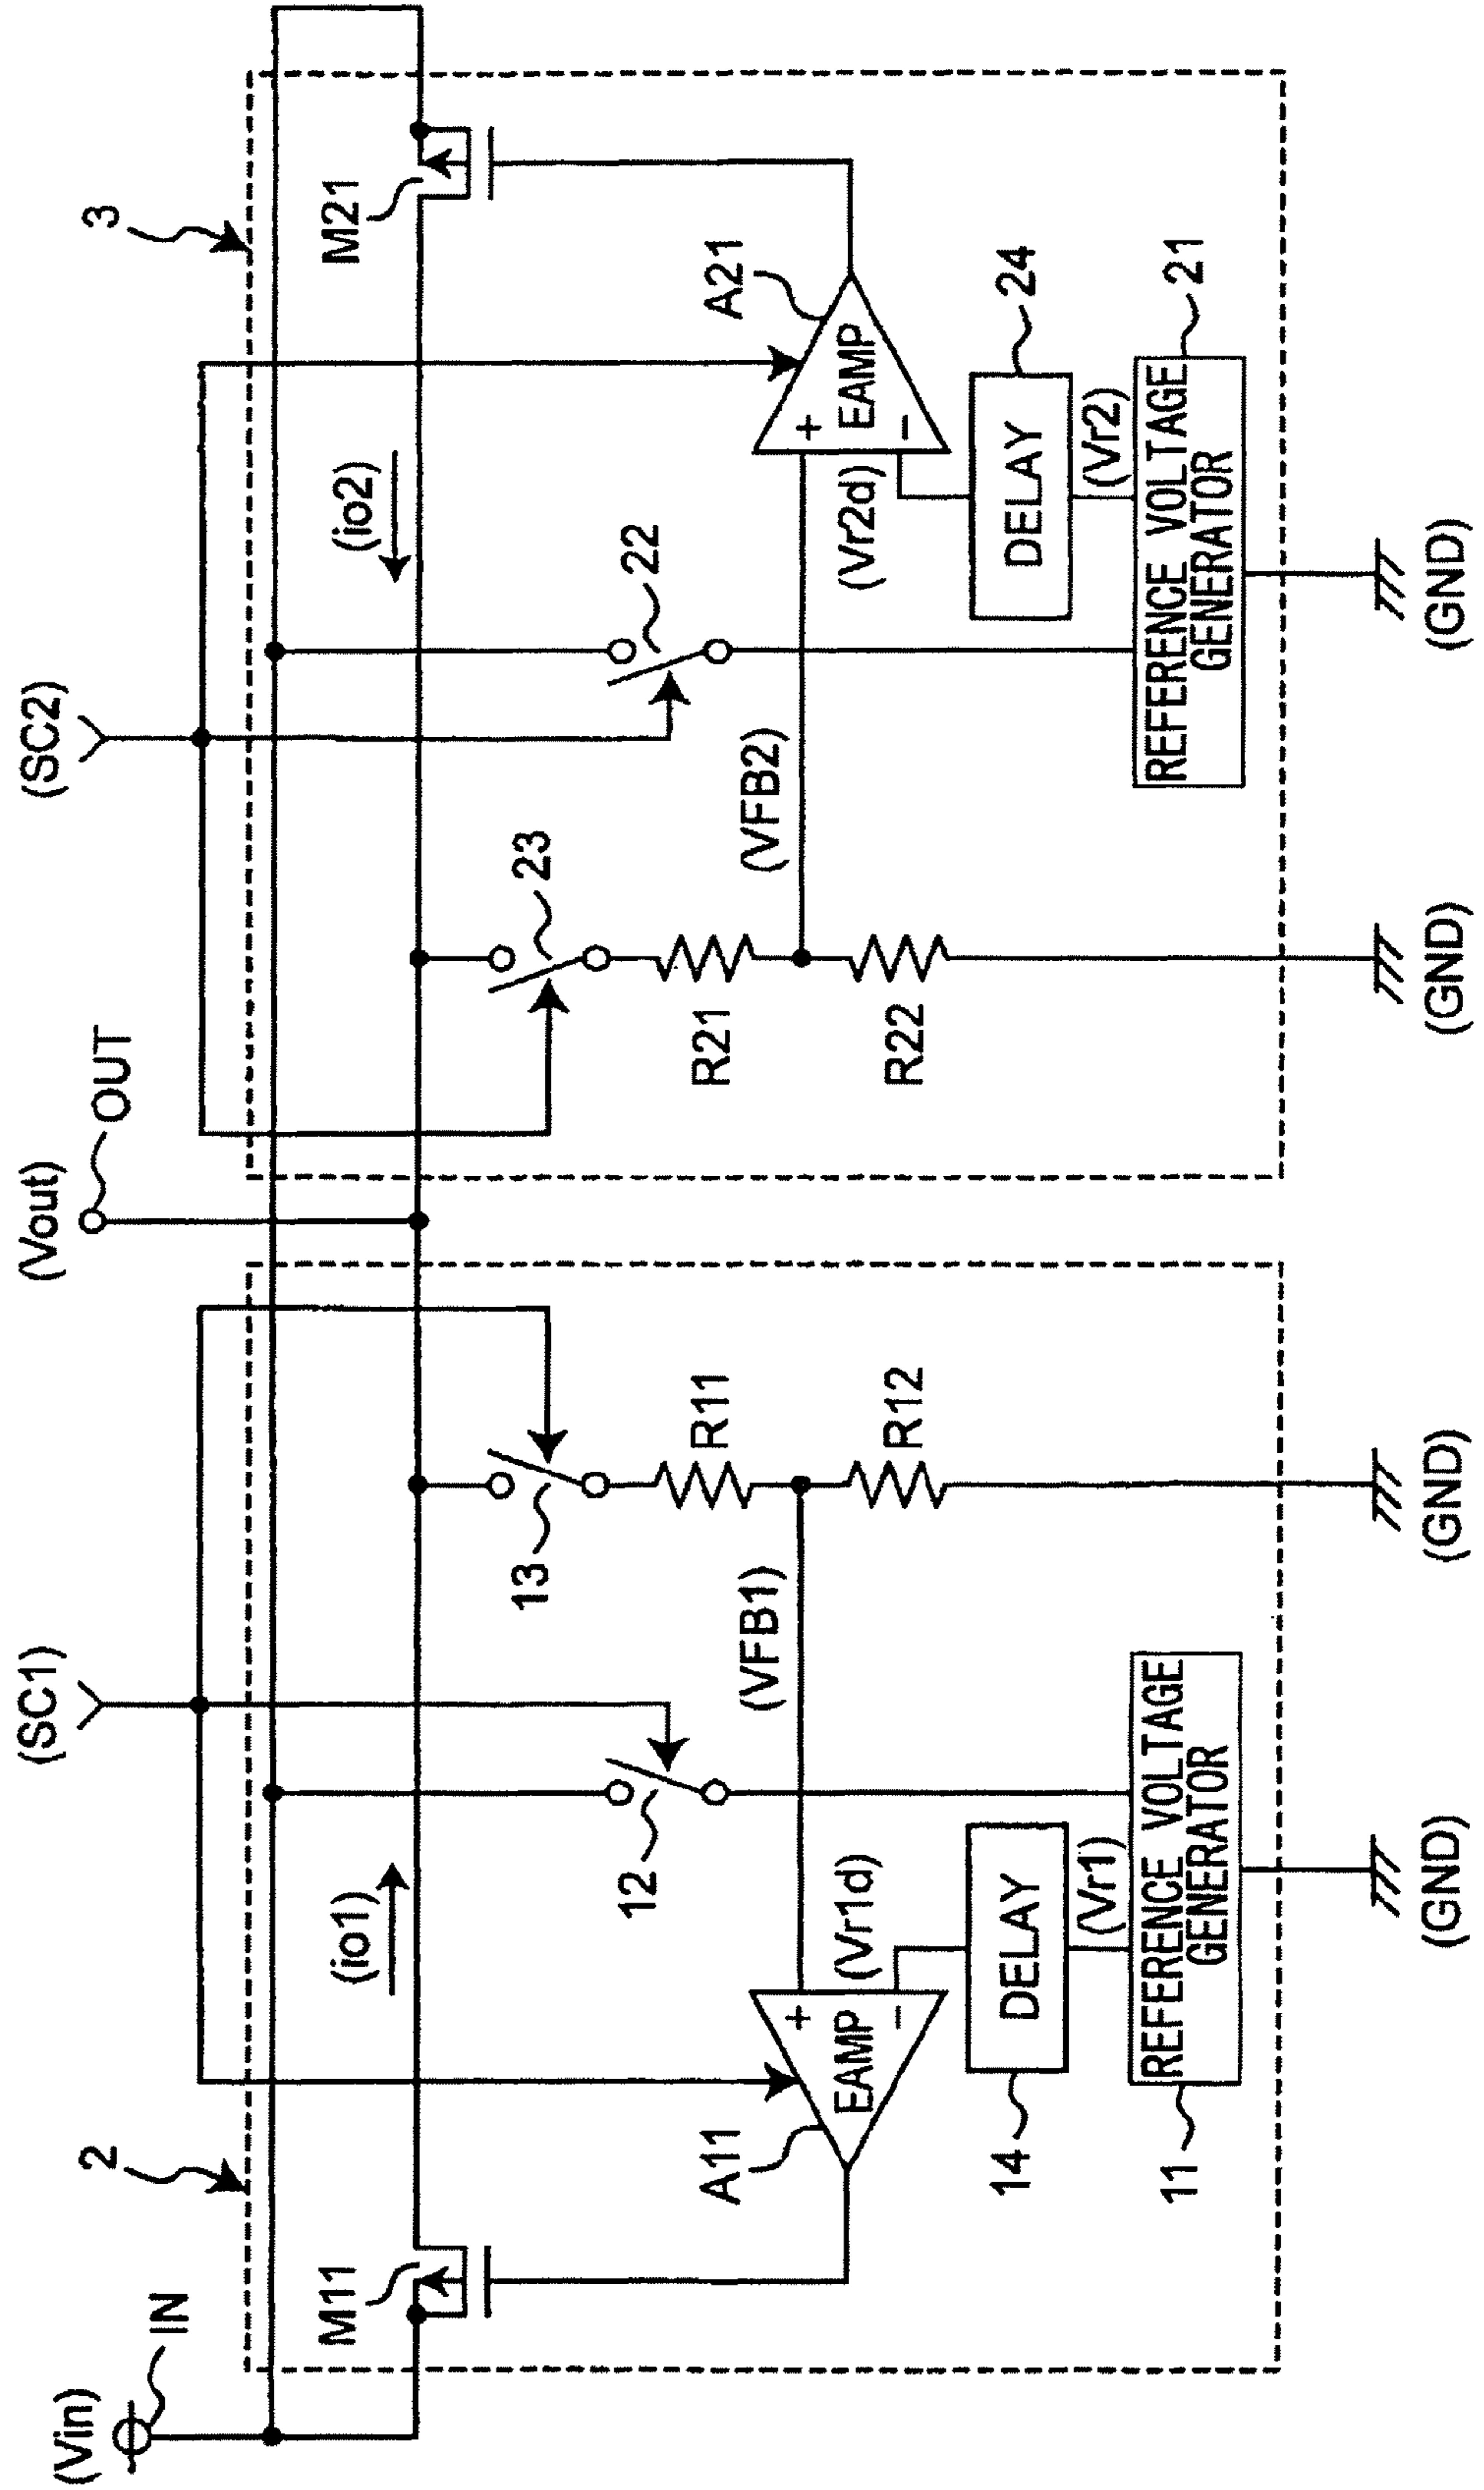 (Vin)
IN
(SC1)
(Vout)
OUT
(SC2)
2
3
M11
(io1)
(io2)
M21
13
23
12
22
R11
R21
A11
EAMP
+
−
(VFB1)
(VFB2)
A21
EAMP
+
−
(Vr1d)
R12
R22
(Vr2d)
14
DELAY
DELAY
24
(Vr1)
(Vr2)
11
REFERENCE VOLTAGE
GENERATOR
REFERENCE VOLTAGE
GENERATOR
21
(GND)
(GND)
(GND)
(GND)